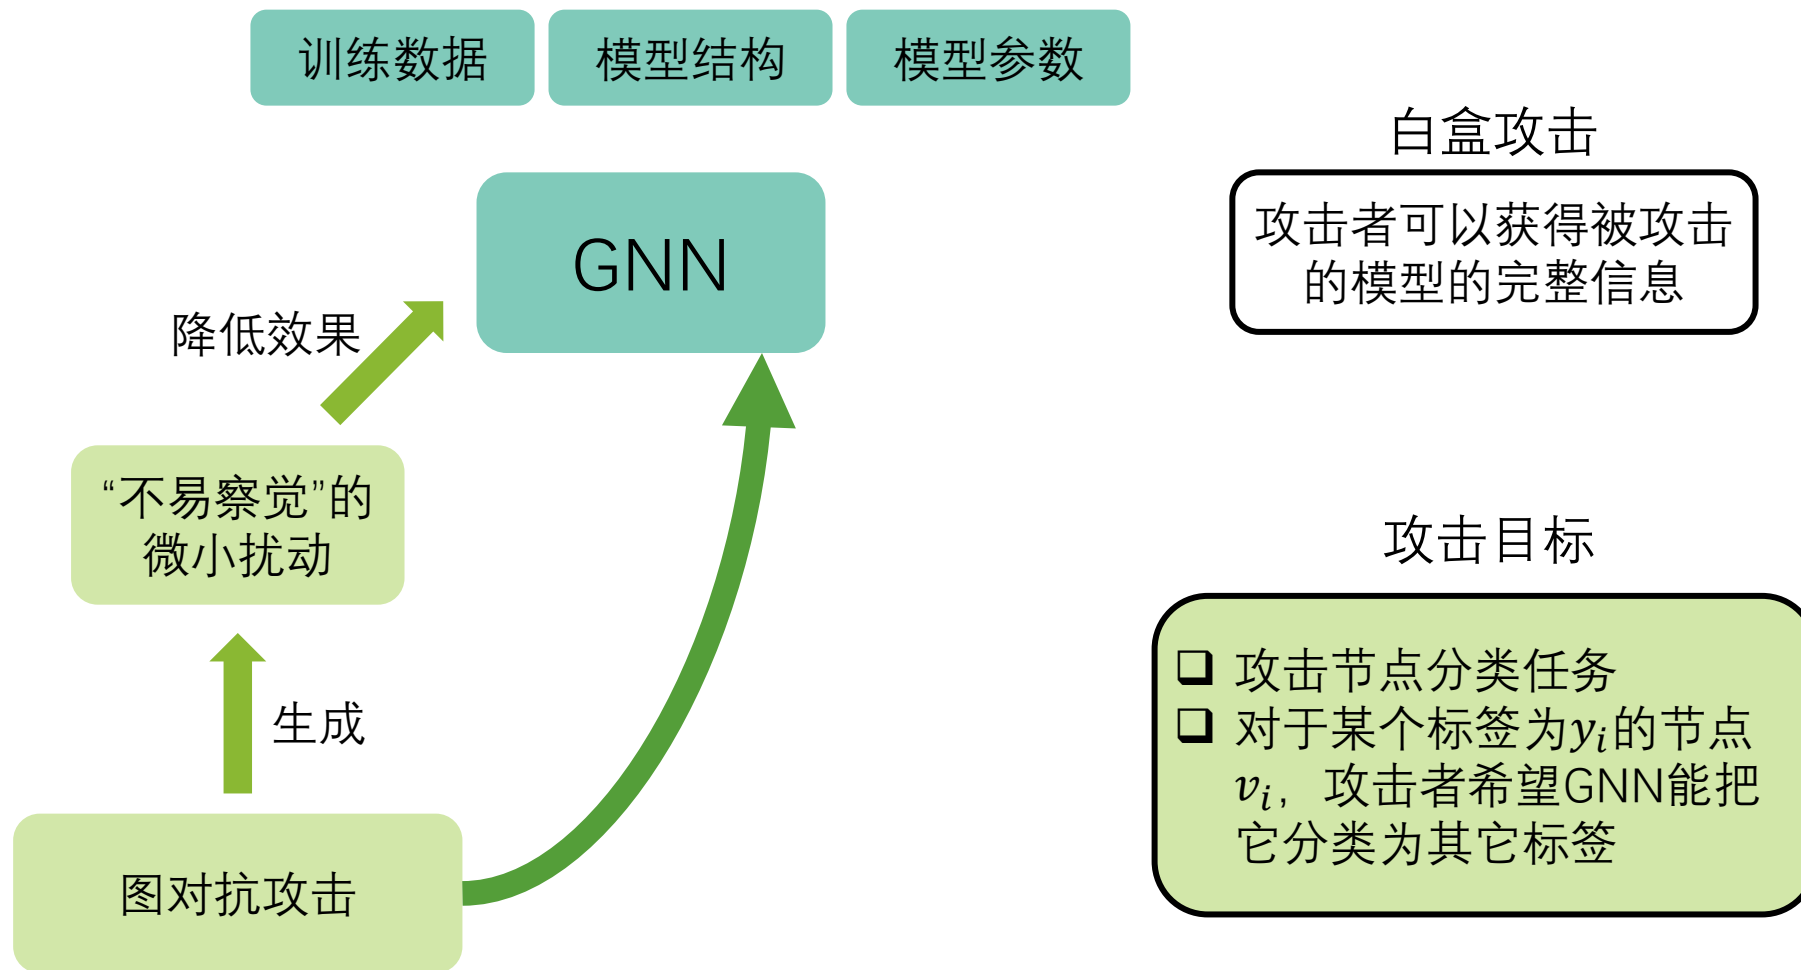 训练数据
模型结构
模型参数
GNN
降低效果
“不易察觉”的
微小扰动
生成
图对抗攻击
白盒攻击
攻击者可以获得被攻击
的模型的完整信息
攻击目标
❑ 攻击节点分类任务
❑ 对于某个标签为$y_i$的节点
$v_i$，攻击者希望GNN能把
它分类为其它标签